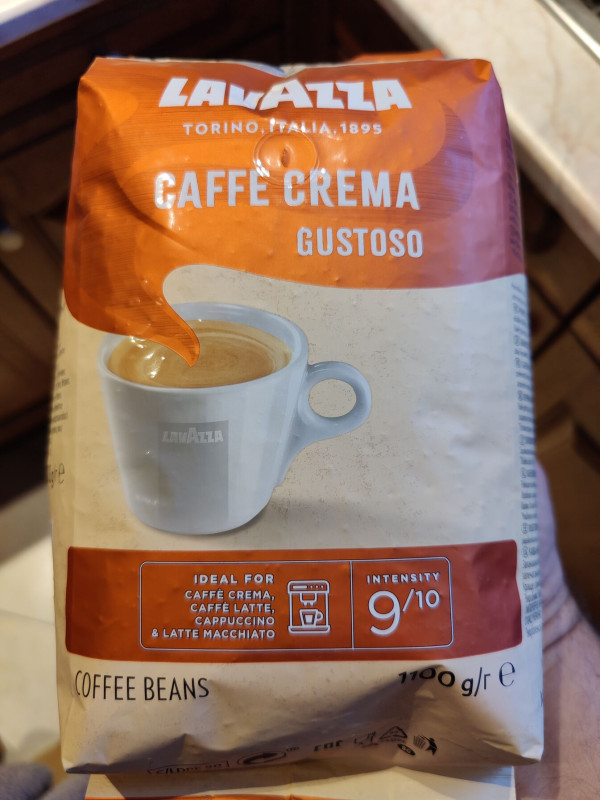 LAVAZZA
TORINO, ITALIA, 1895
CAFFÈ CREMA
GUSTOSO
LAVAZZA
IDEAL FOR
CAFFÈ CREMA,
CAFFÈ LATTE,
CAPPUCCINO
& LATTE MACCHIATO
INTENSITY
9/10
COFFEE BEANS
1100 g/r e
EAC